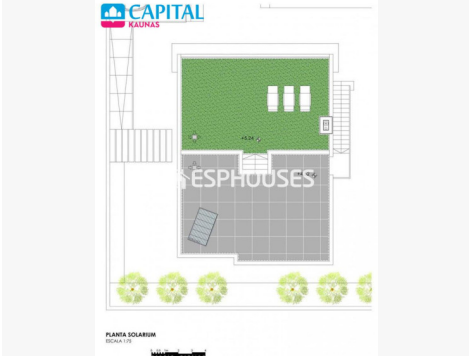 CAPITAL
KAUNAS
ESPHOUSES
PLANTA SOLARIUM
ESCALA 1:75